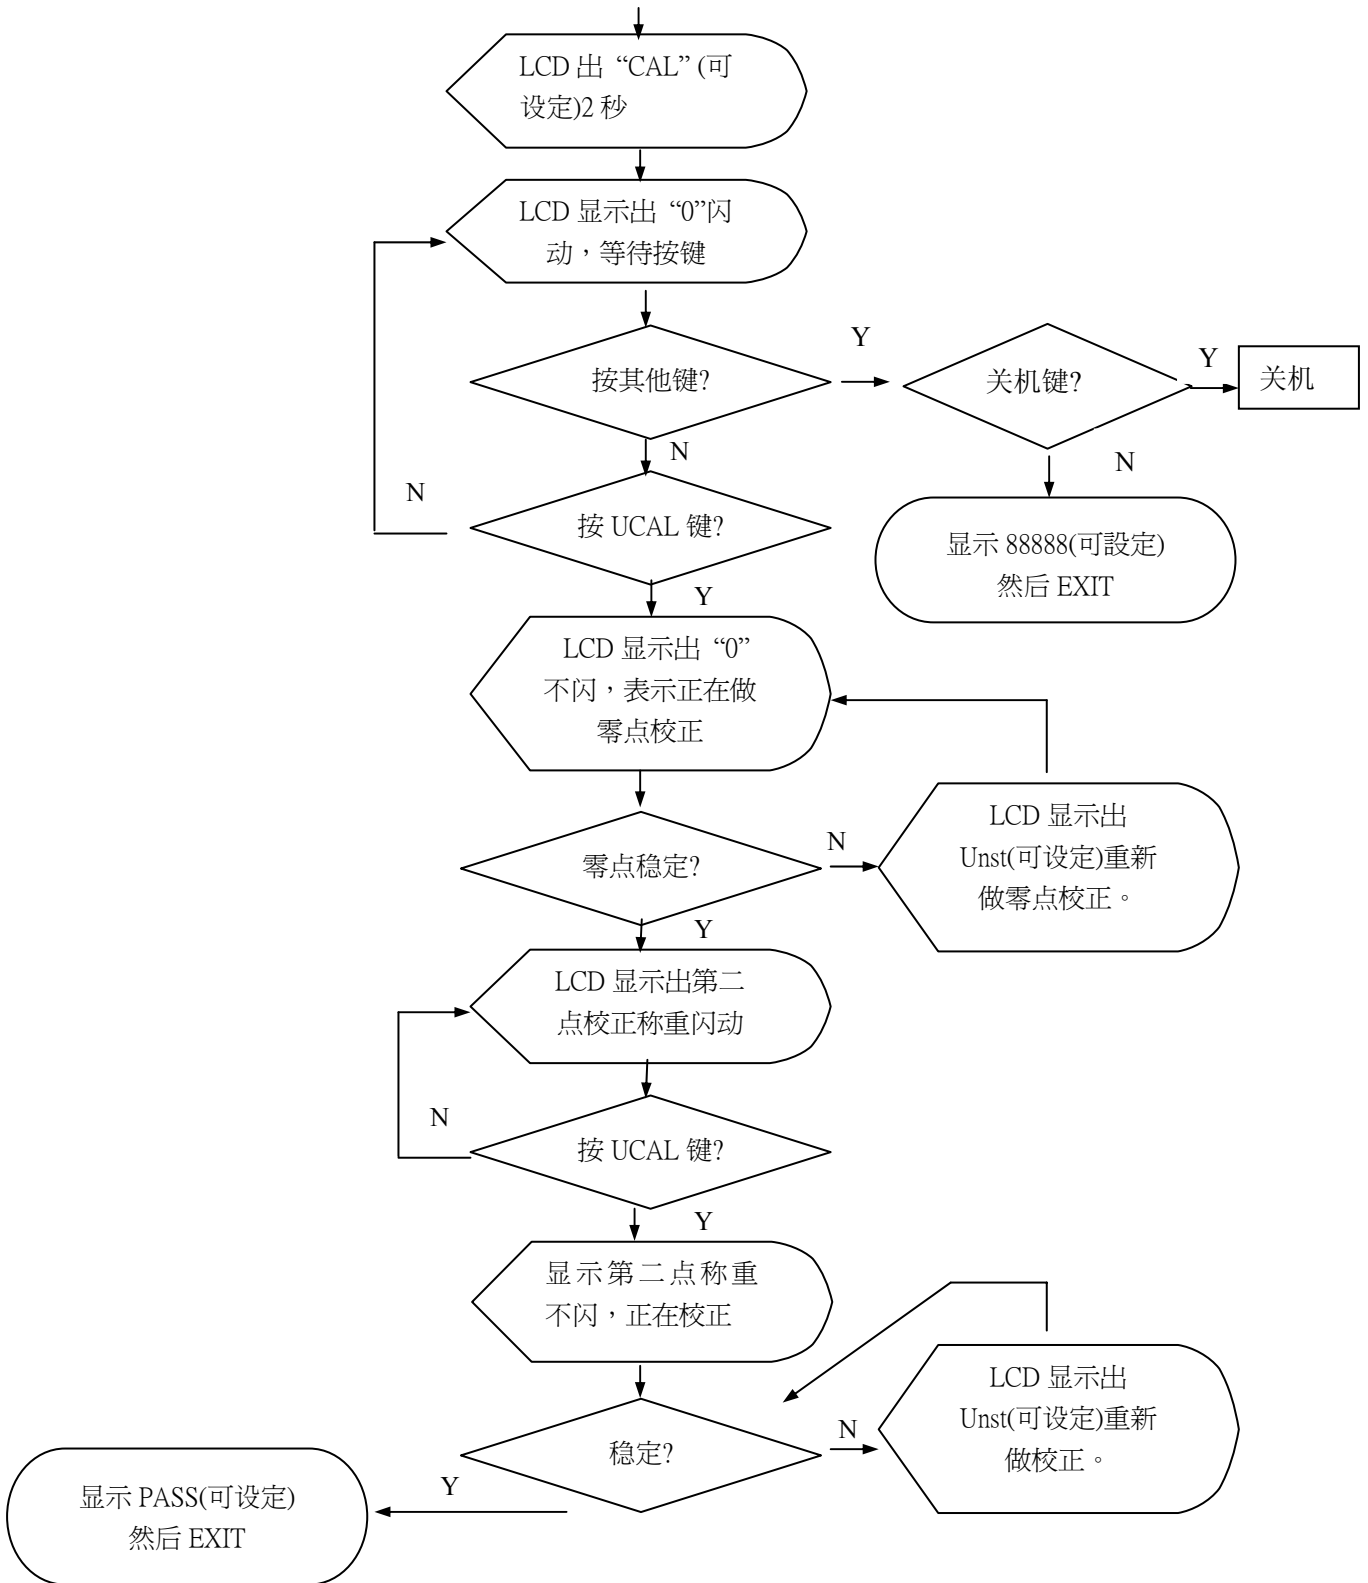 LCD 出 “CAL” (可
设定)2 秒
LCD 显示出 “0”闪
动，等待按键
按其他键?
Y
关机键?
Y
关机
N
N
N
按 UCAL 键?
显示 88888(可設定)
然后 EXIT
Y
LCD 显示出 “0”
不闪，表示正在做
零点校正
零点稳定?
N
LCD 显示出
Unst(可设定)重新
做零点校正。
Y
LCD 显示出第二
点校正称重闪动
N
按 UCAL 键?
Y
显示第二点称重
不闪，正在校正
稳定?
N
LCD 显示出
Unst(可设定)重新
做校正。
Y
显示 PASS(可设定)
然后 EXIT